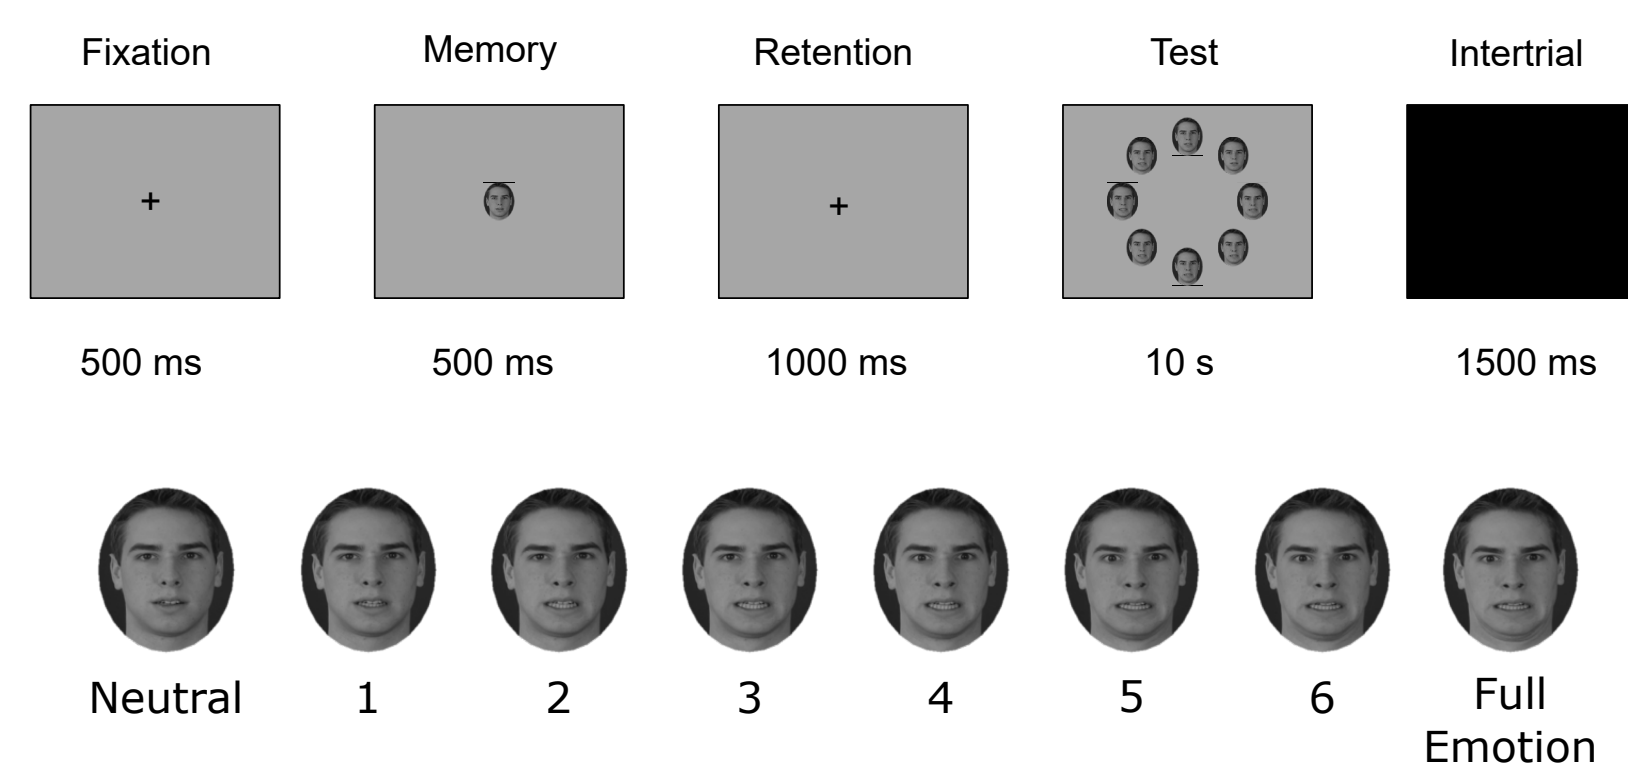 Fixation
Memory
Retention
Test
Intertrial
+
+
500 ms
500 ms
1000 ms
10 s
1500 ms
Neutral
1
2
3
4
5
6
Full
Emotion